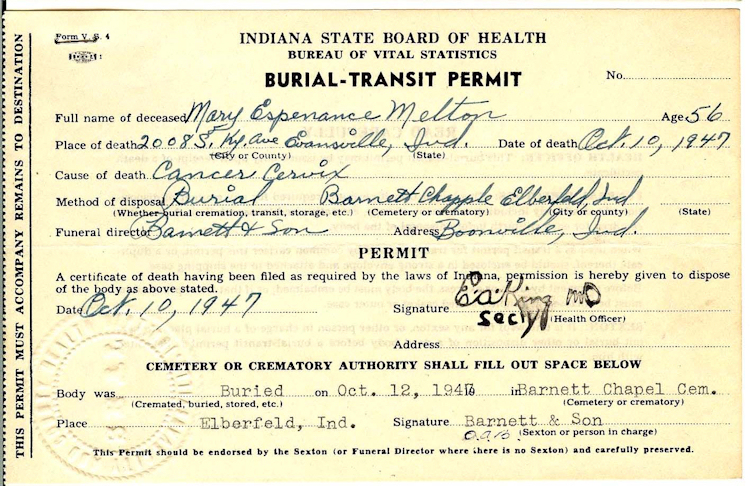 Form V. S. 4
INDIANA STATE BOARD OF HEALTH
BUREAU OF VITAL STATISTICS
BURIAL-TRANSIT PERMIT
No.
Full name of deceased Mary Esperance Melton Age 56
Place of death 2008 S. Ky. Ave Evansville, Ind. Date of death Oct. 10, 1947
(City or County) (State)
Cause of death Cancer Cervix
Method of disposal Burial Barnett Chapple Elberfeld, Ind
(Whether burial cremation, transit, storage, etc.) (Cemetery or crematory) (City or county) (State)
Funeral director Barnett & Son Address Boonville, Ind.
PERMIT
A certificate of death having been filed as required by the laws of Indiana, permission is hereby given to dispose
of the body as above stated.
Date Oct. 10, 1947 Signature
Secty (Health Officer)
Address
CEMETERY OR CREMATORY AUTHORITY SHALL FILL OUT SPACE BELOW
Body was Buried on Oct. 12, 1947 in Barnett Chapel Cem.
(Cremated, buried, stored, etc.) (Cemetery or crematory)
Place Elberfeld, Ind. Signature Barnett & Son
(Sexton or person in charge)
This Permit should be endorsed by the Sexton (or Funeral Director where there is no Sexton) and carefully preserved.
THIS PERMIT MUST ACCOMPANY REMAINS TO DESTINATION